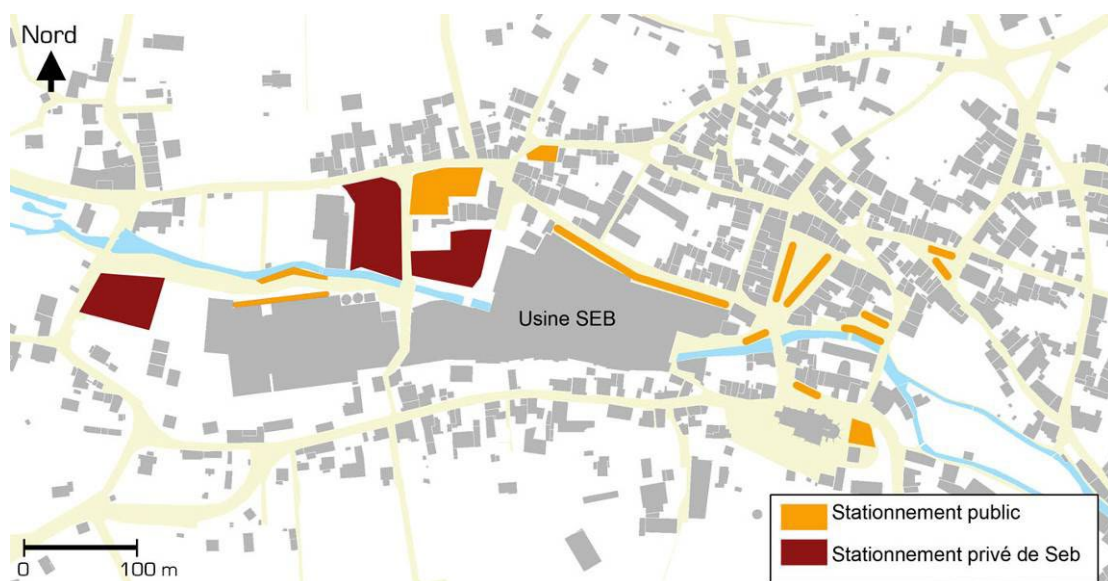 Nord
Usine SEB
Stationnement public
Stationnement privé de Seb
0 100 m